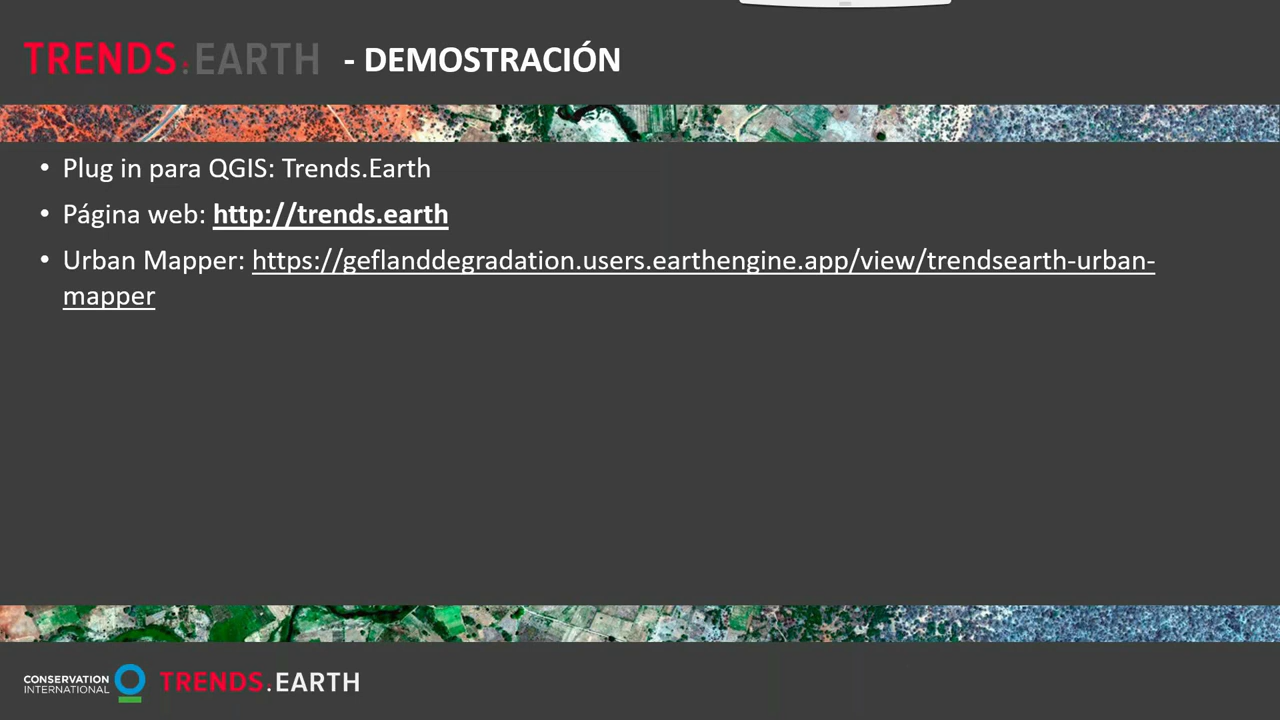 TRENDS.EARTH - DEMOSTRACIÓN
• Plug in para QGIS: Trends.Earth
• Página web: http://trends.earth
• Urban Mapper: https://geflanddegradation.users.earthengine.app/view/trendsearth-urban-
mapper
CONSERVATION
INTERNATIONAL
TRENDS.EARTH